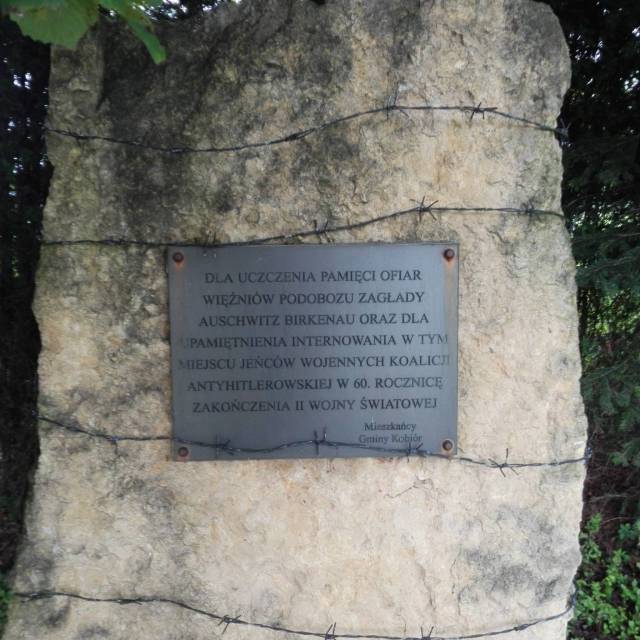 DLA UCZCZENIA PAMIĘCI OFIAR
WIĘŹNIÓW PODOBOZU ZAGŁADY
AUSCHWITZ BIRKENAU ORAZ DLA
UPAMIĘTNIENIA INTERNOWANIA W TYM
MIEJSCU JEŃCÓW WOJENNYCH KOALICJI
ANTYHITLEROWSKIEJ W 60. ROCZNICĘ
ZAKOŃCZENIA II WOJNY ŚWIATOWEJ
Mieszkańcy
Gminy Kobiór